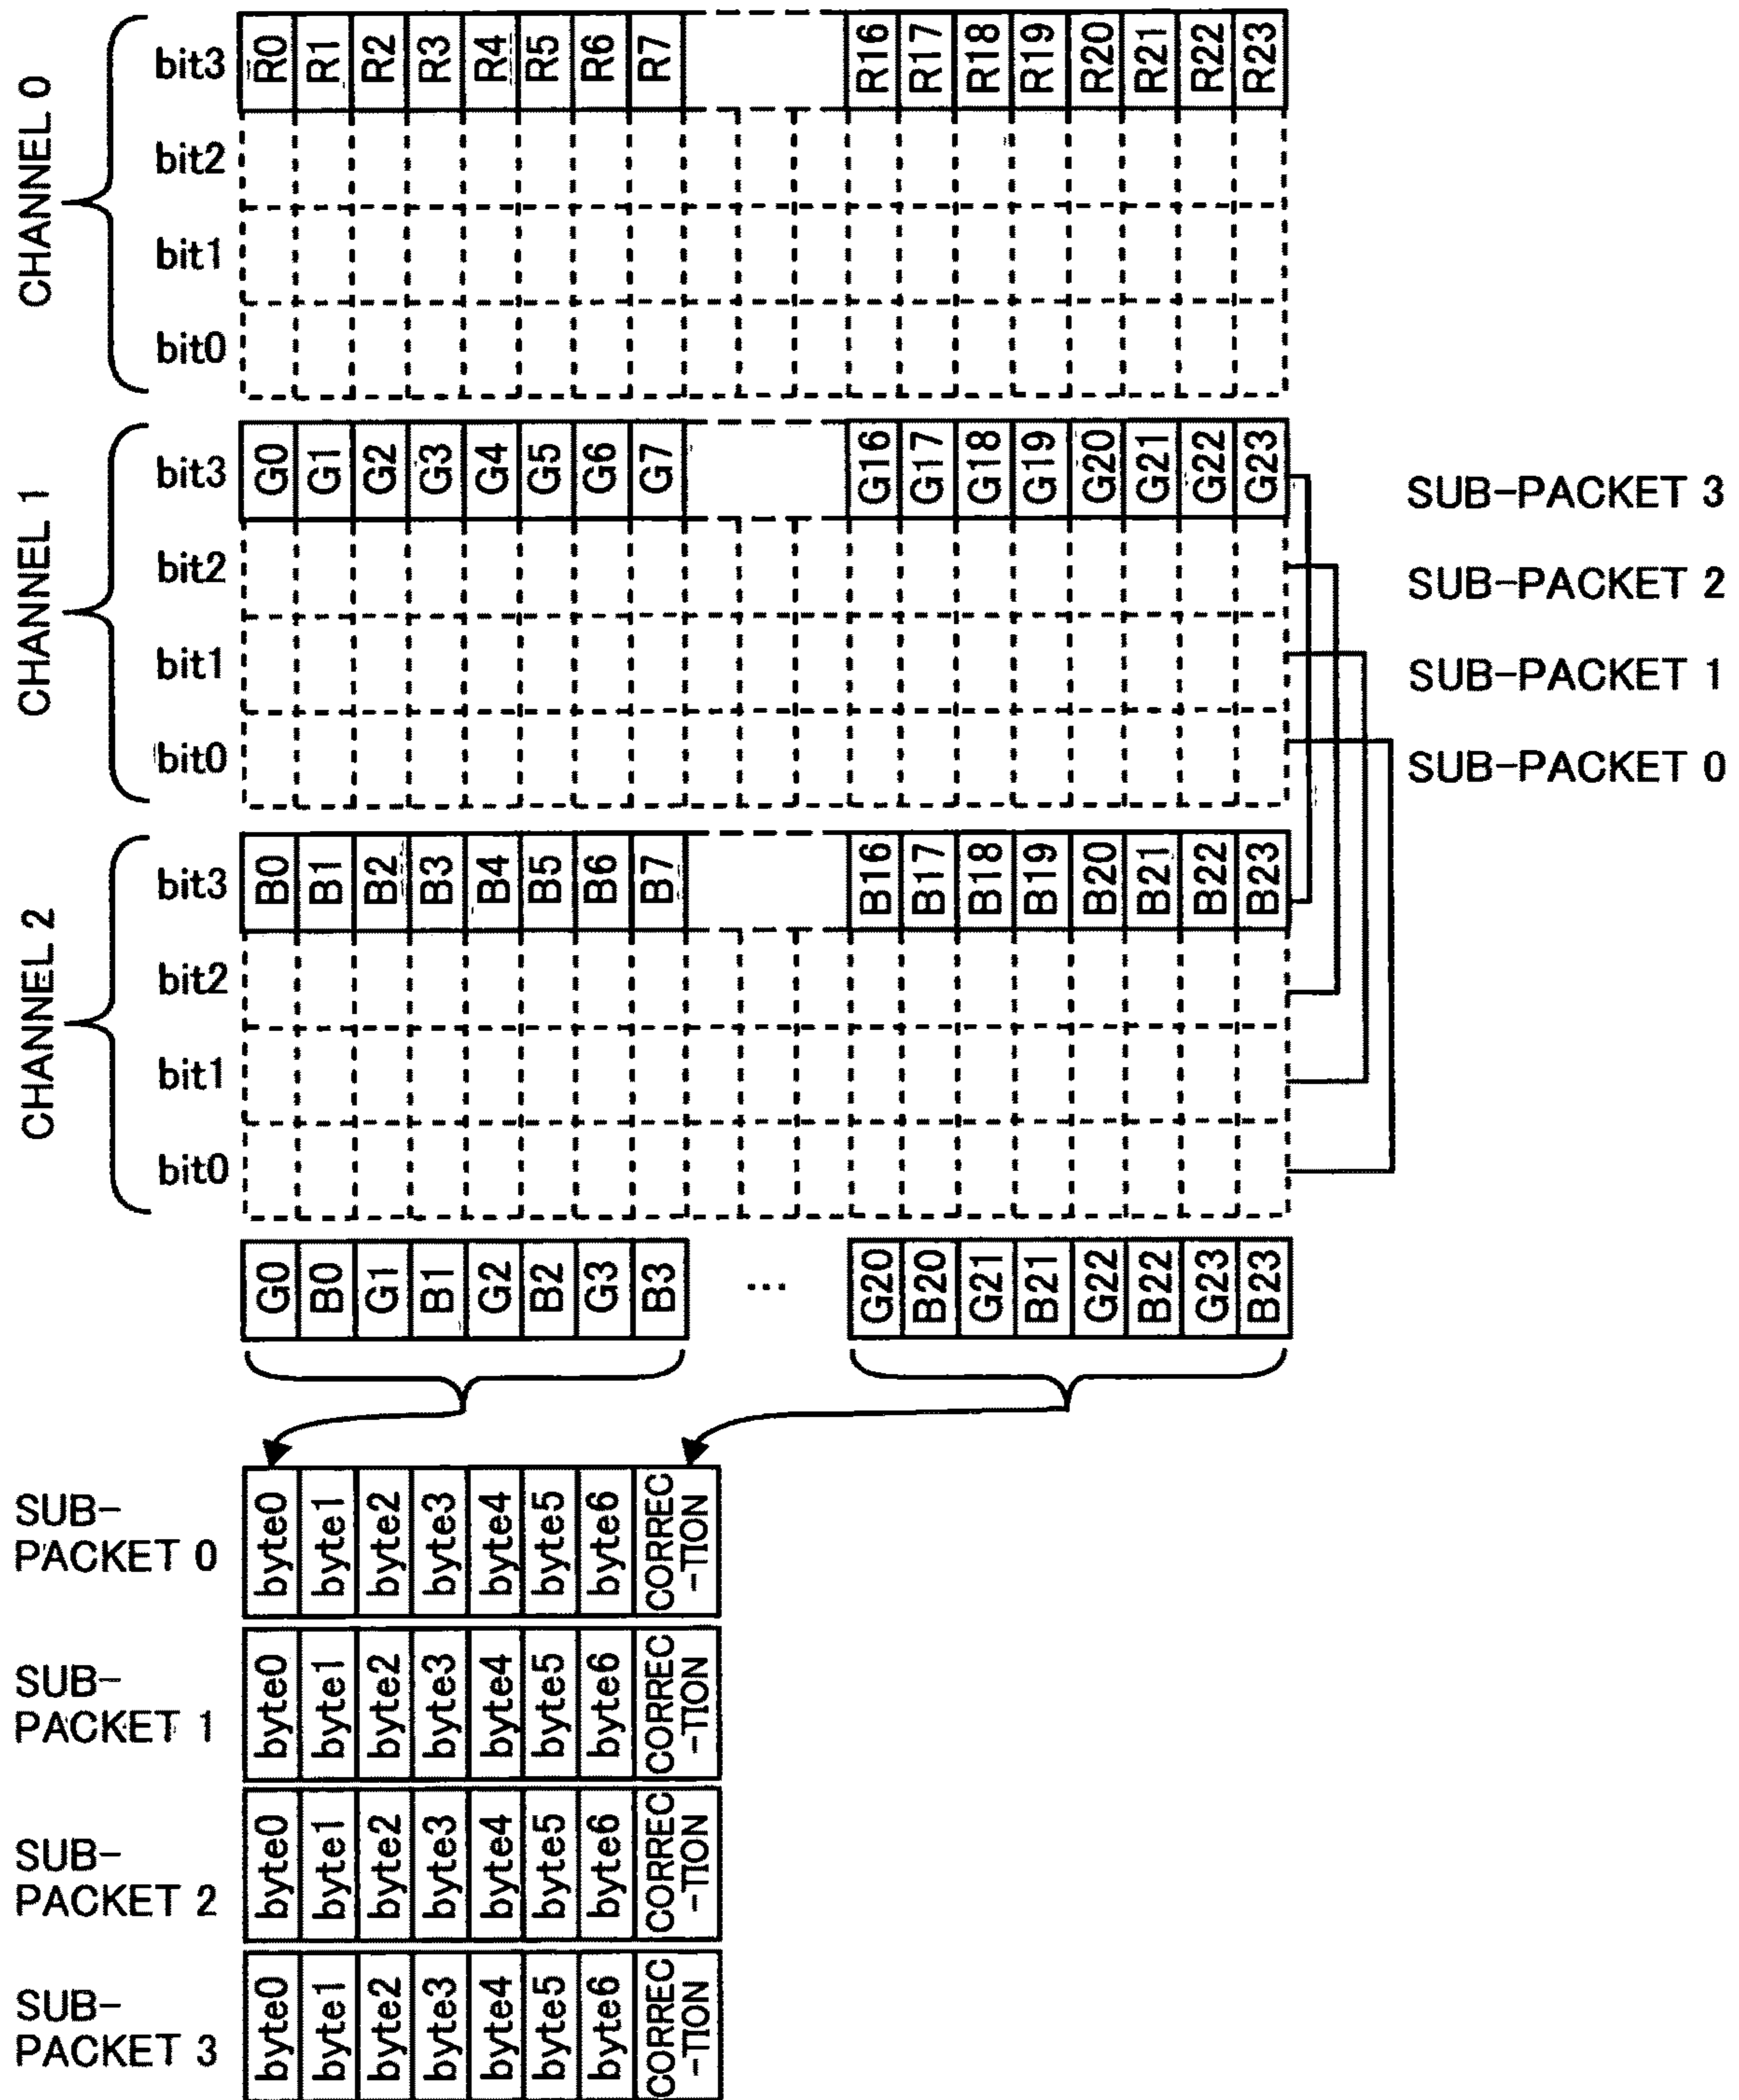 CHANNEL 0
bit3 R0 R1 R2 R3 R4 R5 R6 R7 R16 R17 R18 R19 R20 R21 R22 R23
bit2
bit1
bit0
CHANNEL 1
bit3 G0 G1 G2 G3 G4 G5 G6 G7 G16 G17 G18 G19 G20 G21 G22 G23
bit2
bit1
bit0
SUB-PACKET 3
SUB-PACKET 2
SUB-PACKET 1
SUB-PACKET 0
CHANNEL 2
bit3 B0 B1 B2 B3 B4 B5 B6 B7 B16 B17 B18 B19 B20 B21 B22 B23
bit2
bit1
bit0
G0 B0 G1 B1 G2 B2 G3 B3 ... G20 B20 G21 B21 G22 B22 G23 B23
SUB-
PACKET 0
byte0 byte1 byte2 byte3 byte4 byte5 byte6 CORREC
-TION
SUB-
PACKET 1
byte0 byte1 byte2 byte3 byte4 byte5 byte6 CORREC
-TION
SUB-
PACKET 2
byte0 byte1 byte2 byte3 byte4 byte5 byte6 CORREC
-TION
SUB-
PACKET 3
byte0 byte1 byte2 byte3 byte4 byte5 byte6 CORREC
-TION